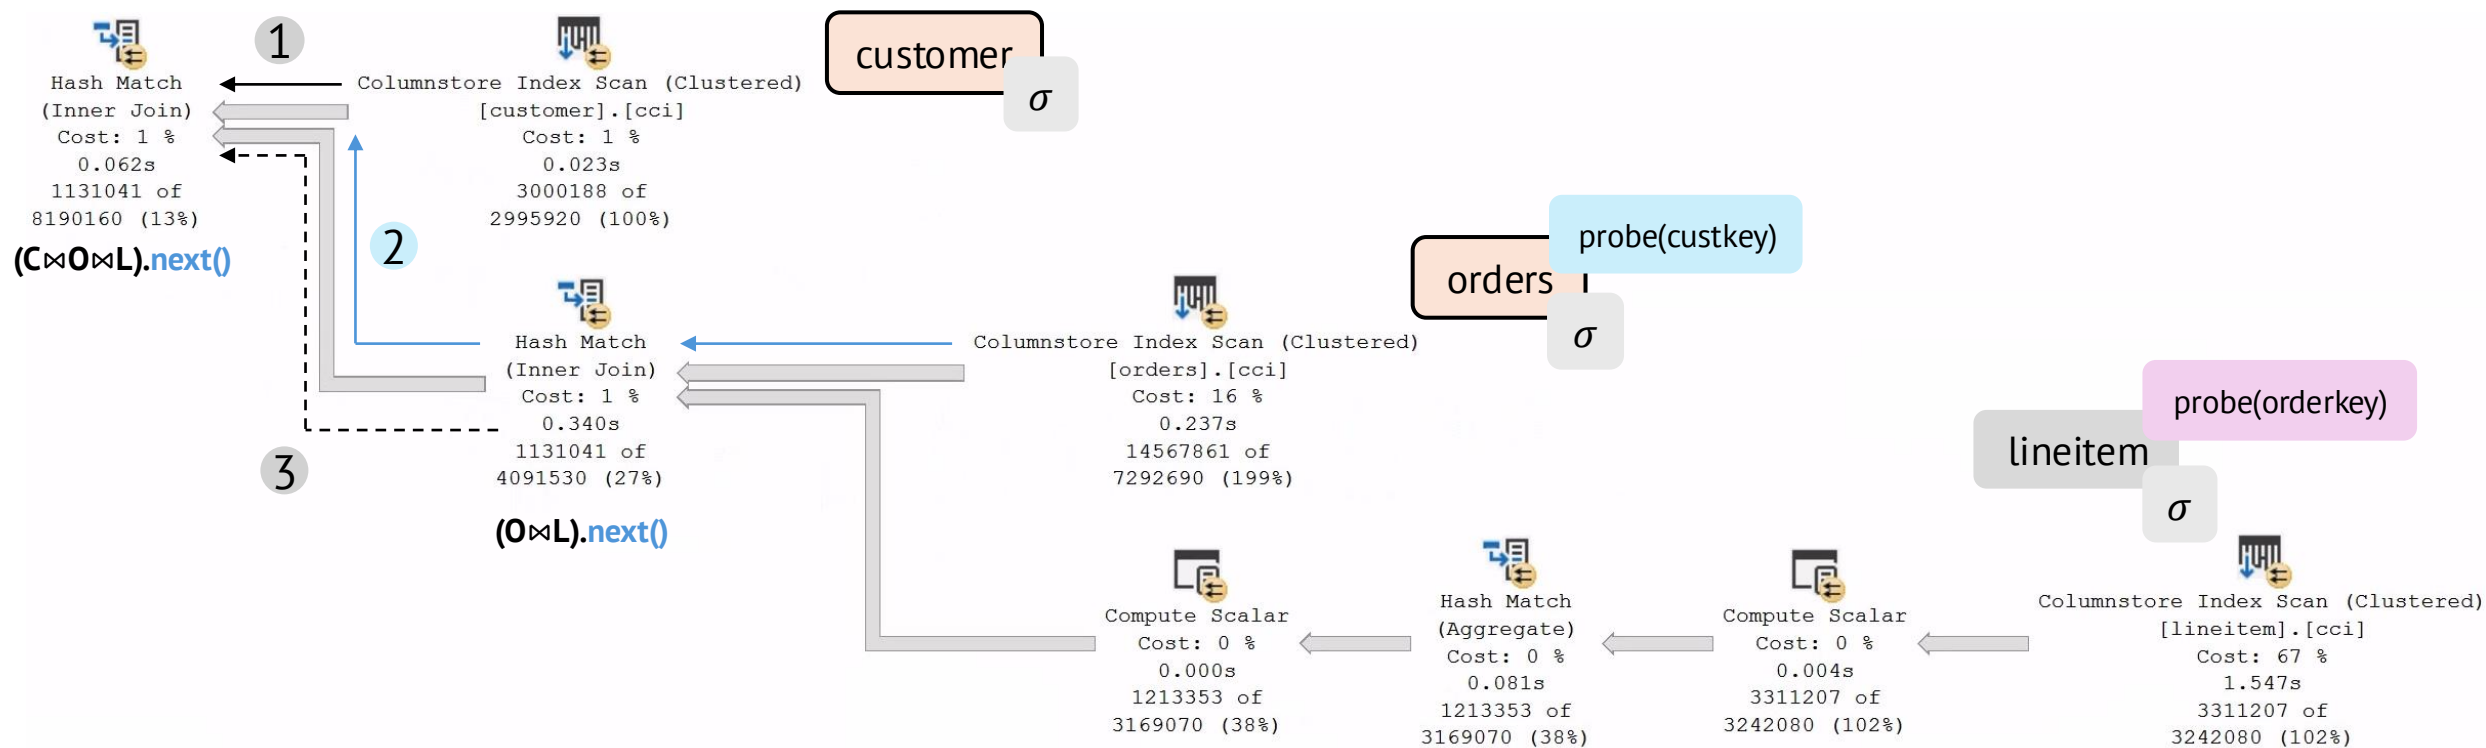 1
Hash Match
(Inner Join)
Cost: 1 %
0.062s
1131041 of
8190160 (13%)
(C⋈O⋈L).next()
Columnstore Index Scan (Clustered)
[customer].[cci]
Cost: 1 %
0.023s
3000188 of
2995920 (100%)
customer
σ
2
3
Hash Match
(Inner Join)
Cost: 1 %
0.340s
1131041 of
4091530 (27%)
(O⋈L).next()
Columnstore Index Scan (Clustered)
[orders].[cci]
Cost: 16 %
0.237s
14567861 of
7292690 (199%)
orders
probe(custkey)
σ
lineitem
probe(orderkey)
σ
Compute Scalar
Cost: 0 %
0.000s
1213353 of
3169070 (38%)
Hash Match
(Aggregate)
Cost: 0 %
0.081s
1213353 of
3169070 (38%)
Compute Scalar
Cost: 0 %
0.004s
3311207 of
3242080 (102%)
Columnstore Index Scan (Clustered)
[lineitem].[cci]
Cost: 67 %
1.547s
3311207 of
3242080 (102%)